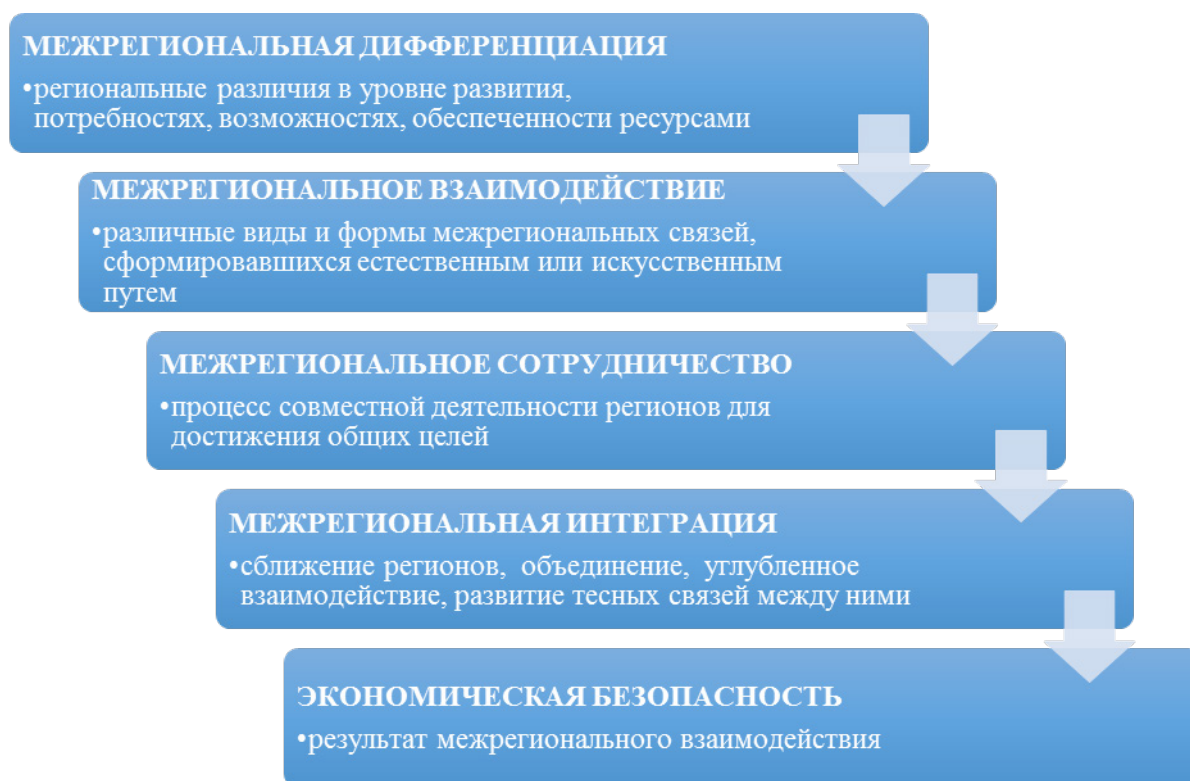 МЕЖРЕГИОНАЛЬНАЯ ДИФФЕРЕНЦИАЦИЯ
•региональные различия в уровне развития,
потребностях, возможностях, обеспеченности ресурсами
МЕЖРЕГИОНАЛЬНОЕ ВЗАИМОДЕЙСТВИЕ
•различные виды и формы межрегиональных связей,
сформировавшихся естественным или искусственным
путем
МЕЖРЕГИОНАЛЬНОЕ СОТРУДНИЧЕСТВО
•процесс совместной деятельности регионов для
достижения общих целей
МЕЖРЕГИОНАЛЬНАЯ ИНТЕГРАЦИЯ
•сближение регионов, объединение, углубленное
взаимодействие, развитие тесных связей между ними
ЭКОНОМИЧЕСКАЯ БЕЗОПАСНОСТЬ
•результат межрегионального взаимодействия